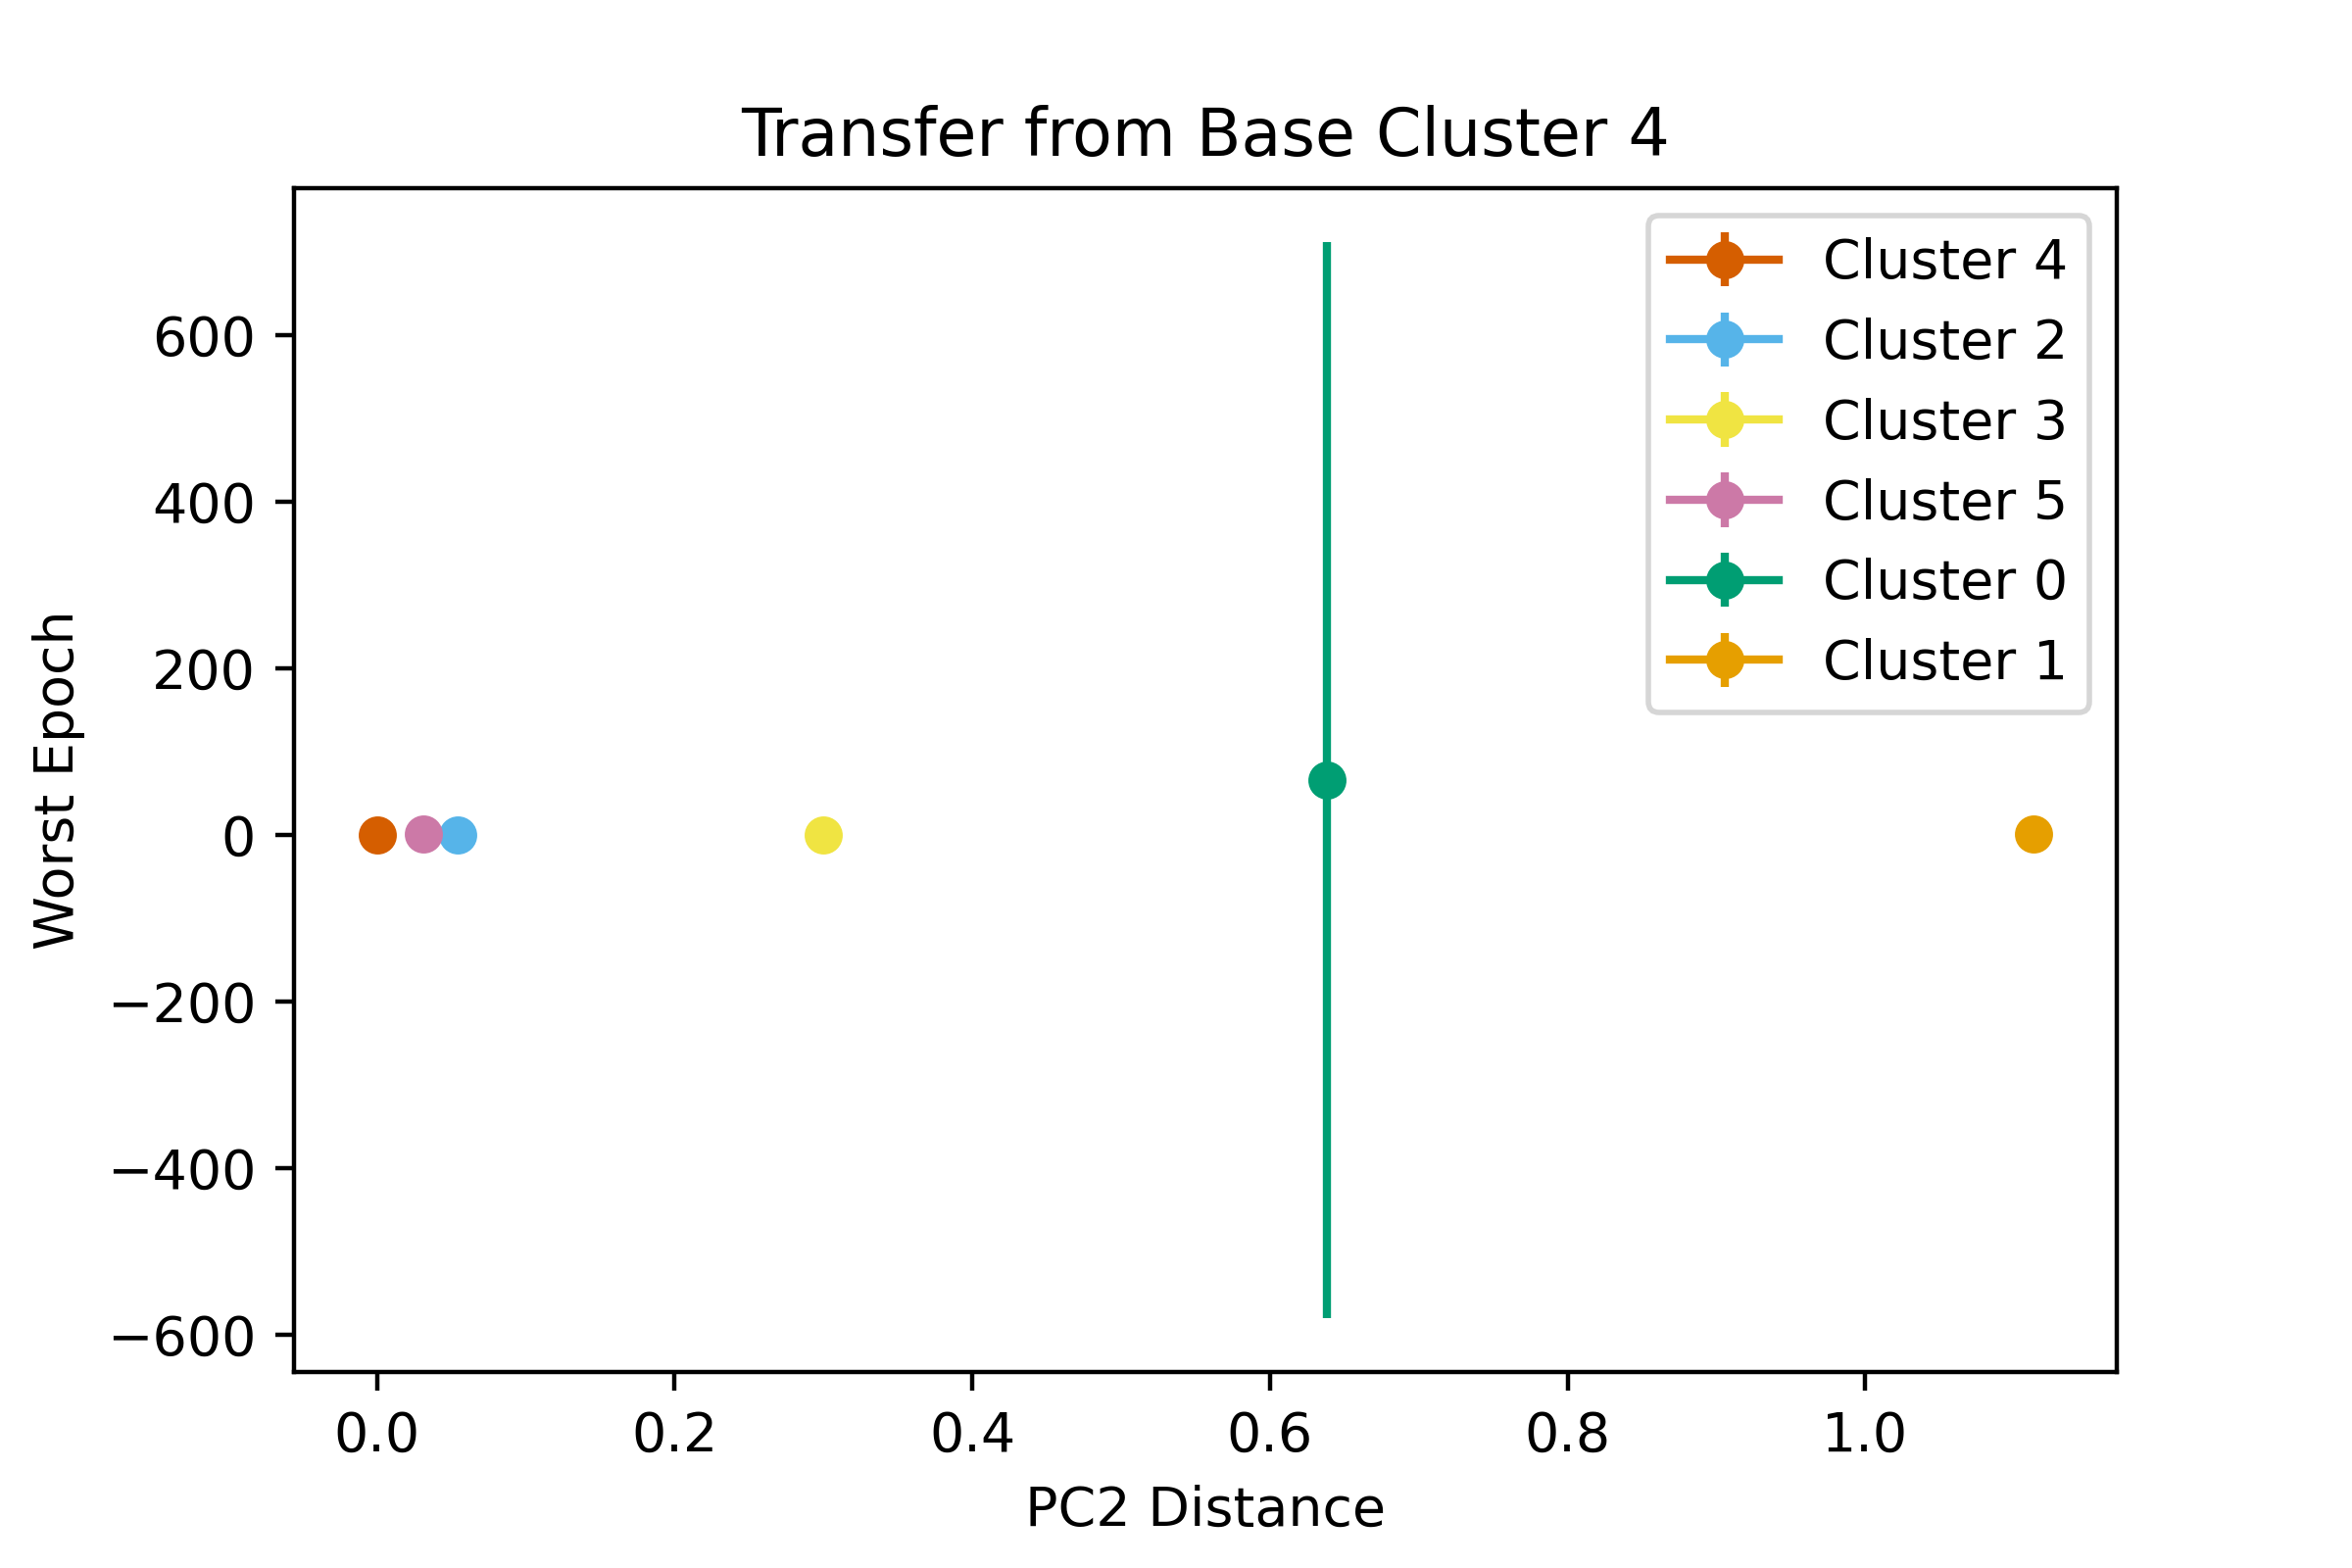 Transfer from Base Cluster 4
Cluster 4
Cluster 2
Cluster 3
Cluster 5
Cluster 0
Cluster 1
Worst Epoch
600
400
200
0
−200
−400
−600
0.0 0.2 0.4 0.6 0.8 1.0
PC2 Distance